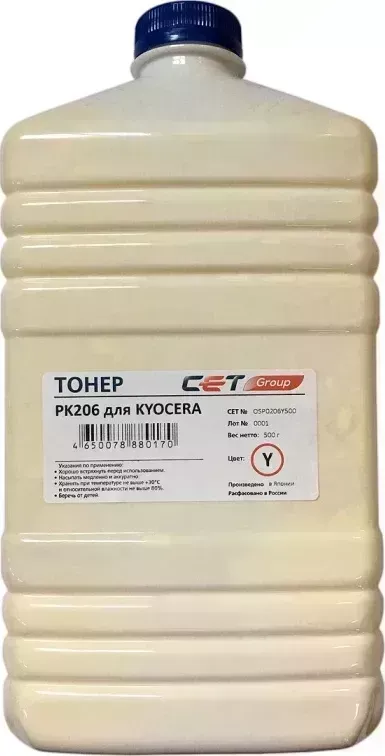 ТОНЕР
PK206 для KYOCERA
4 650078 880170
Указания по применению:
• Хорошо встряхнуть перед использованием.
• Насыпать медленно и аккуратно
• Хранить при температуре не выше +30°C
и относительной влажности не выше 80%.
• Беречь от детей.
CET Group
CET № OSP0206Y500
Лот № 0001
Вес нетто: 500 г
Цвет: Y
Произведено в Японии
Расфасовано в России